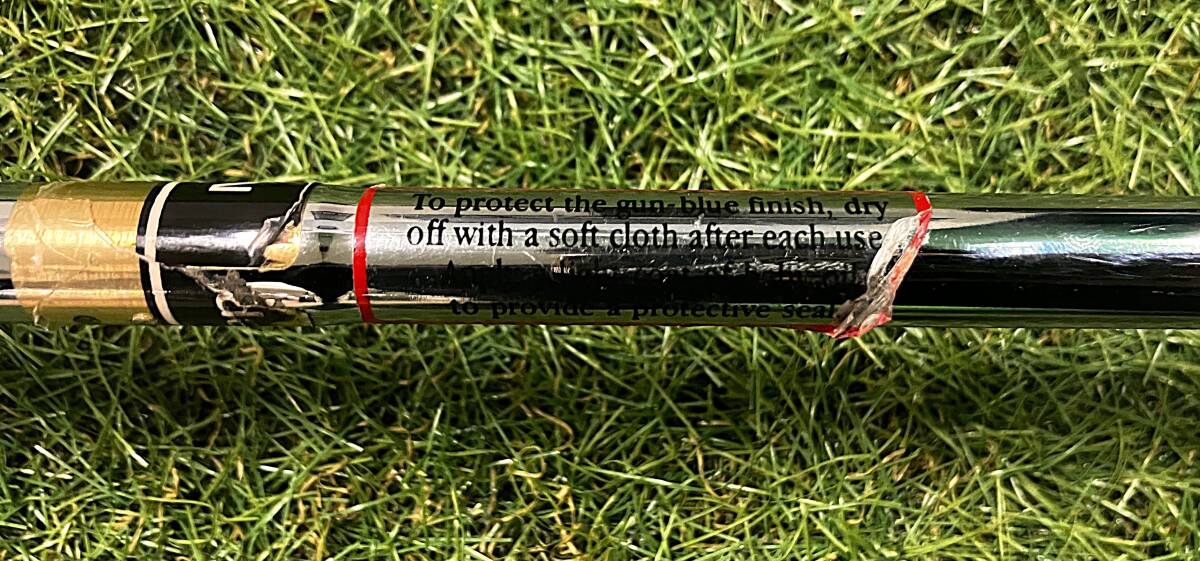 N
To protect the gun-blue finish, dry
off with a soft cloth after each use
to provide a protective seal